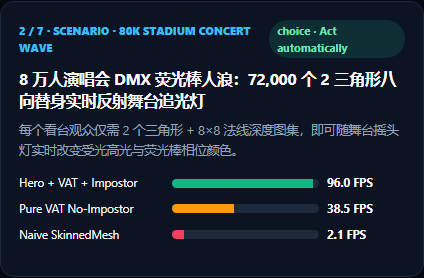 2 / 7 · SCENARIO · 80K STADIUM CONCERT
WAVE
choice · Act
automatically
8 万人演唱会 DMX 荧光棒人浪：72,000 个 2 三角形八
向替身实时反射舞台追光灯
每个看台观众仅需 2 个三角形 + 8×8 法线深度图集，即可随舞台摇头
灯实时改变受光高光与荧光棒相位颜色。
Hero + VAT + Impostor 96.0 FPS
Pure VAT No-Impostor 38.5 FPS
Naive SkinnedMesh 2.1 FPS